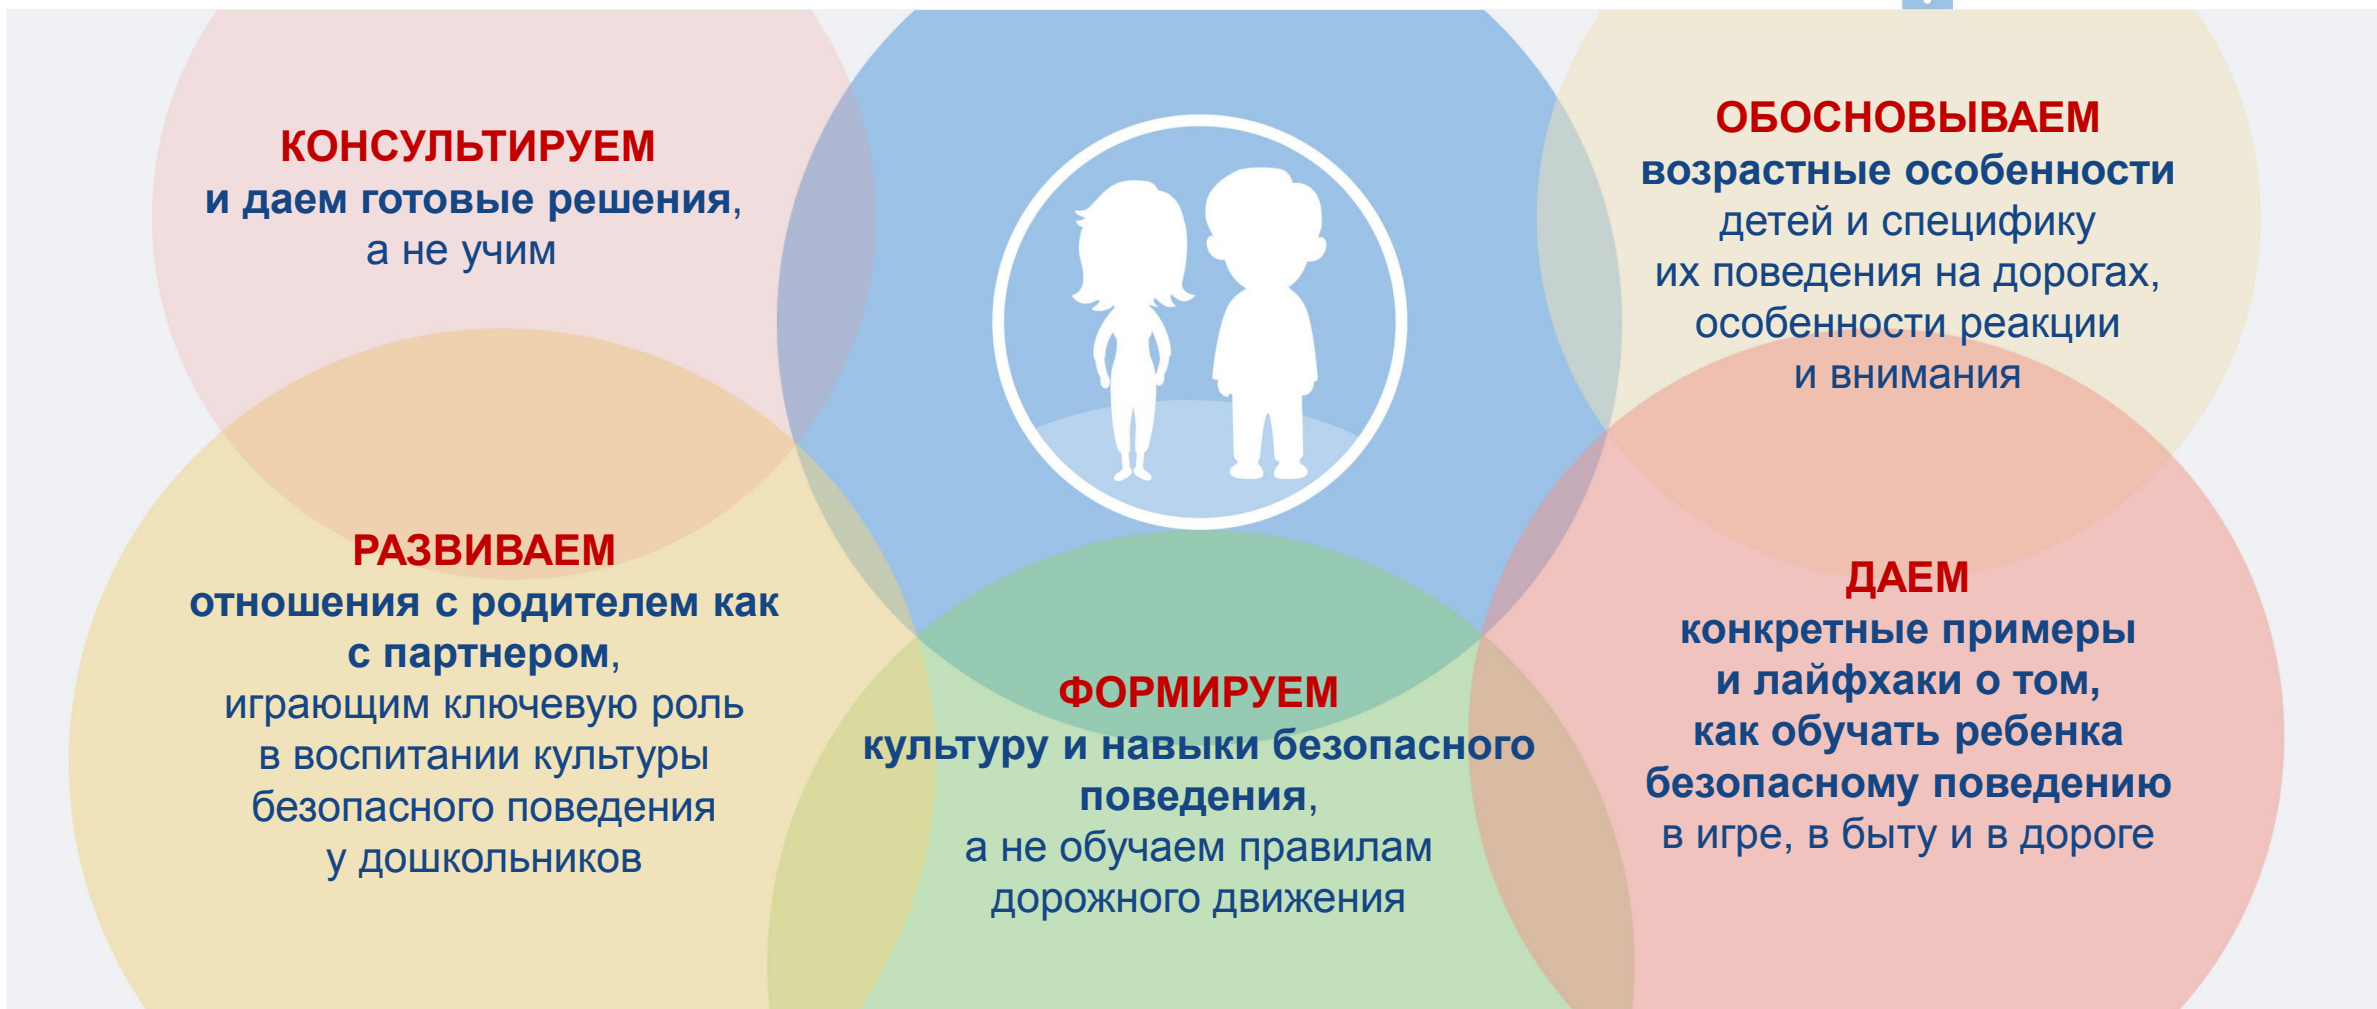 КОНСУЛЬТИРУЕМ
и даем готовые решения,
а не учим
ОБОСНОВЫВАЕМ
возрастные особенности
детей и специфику
их поведения на дорогах,
особенности реакции
и внимания
РАЗВИВАЕМ
отношения с родителем как
с партнером,
играющим ключевую роль
в воспитании культуры
безопасного поведения
у дошкольников
ФОРМИРУЕМ
культуру и навыки безопасного
поведения,
а не обучаем правилам
дорожного движения
ДАЕМ
конкретные примеры
и лайфхаки о том,
как обучать ребенка
безопасному поведению
в игре, в быту и в дороге